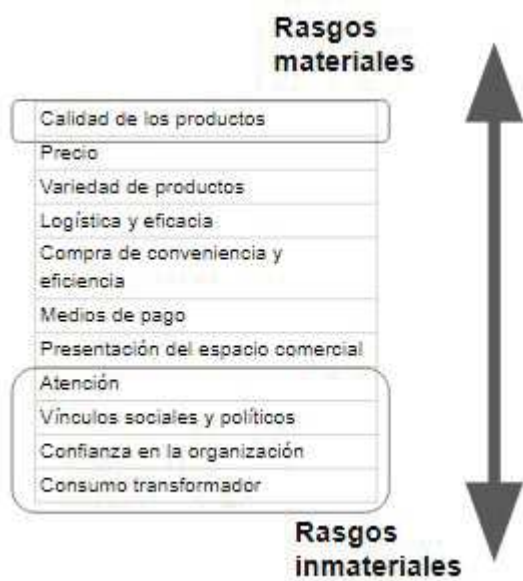 Rasgos
materiales
Calidad de los productos
Precio
Variedad de productos
Logística y eficacia
Compra de conveniencia y
eficiencia
Medios de pago
Presentación del espacio comercial
Atención
Vínculos sociales y políticos
Confianza en la organización
Consumo transformador
Rasgos
inmateriales